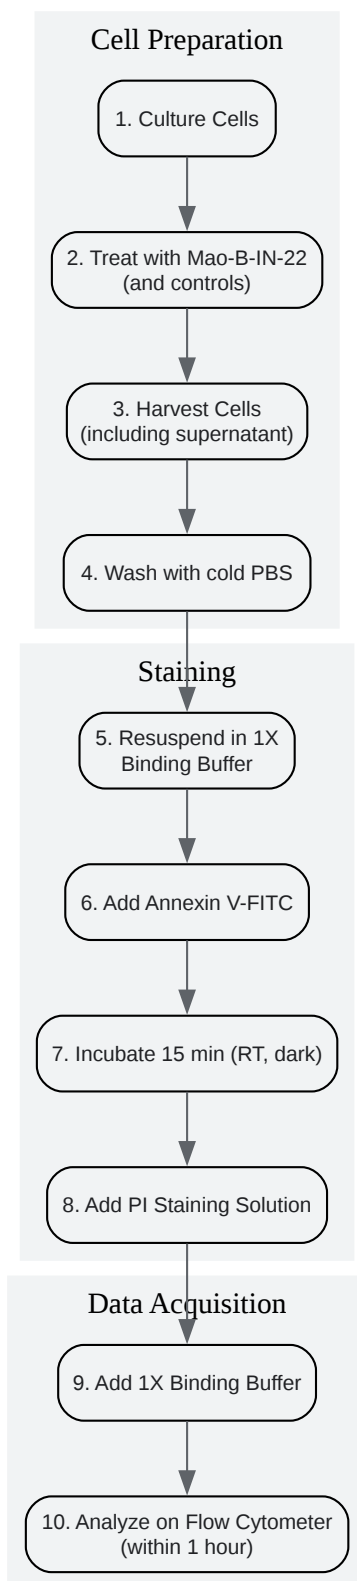 Cell Preparation
1. Culture Cells
2. Treat with Mao-B-IN-22
(and controls)
3. Harvest Cells
(including supernatant)
4. Wash with cold PBS
Staining
5. Resuspend in 1X
Binding Buffer
6. Add Annexin V-FITC
7. Incubate 15 min (RT, dark)
8. Add PI Staining Solution
Data Acquisition
9. Add 1X Binding Buffer
10. Analyze on Flow Cytometer
(within 1 hour)